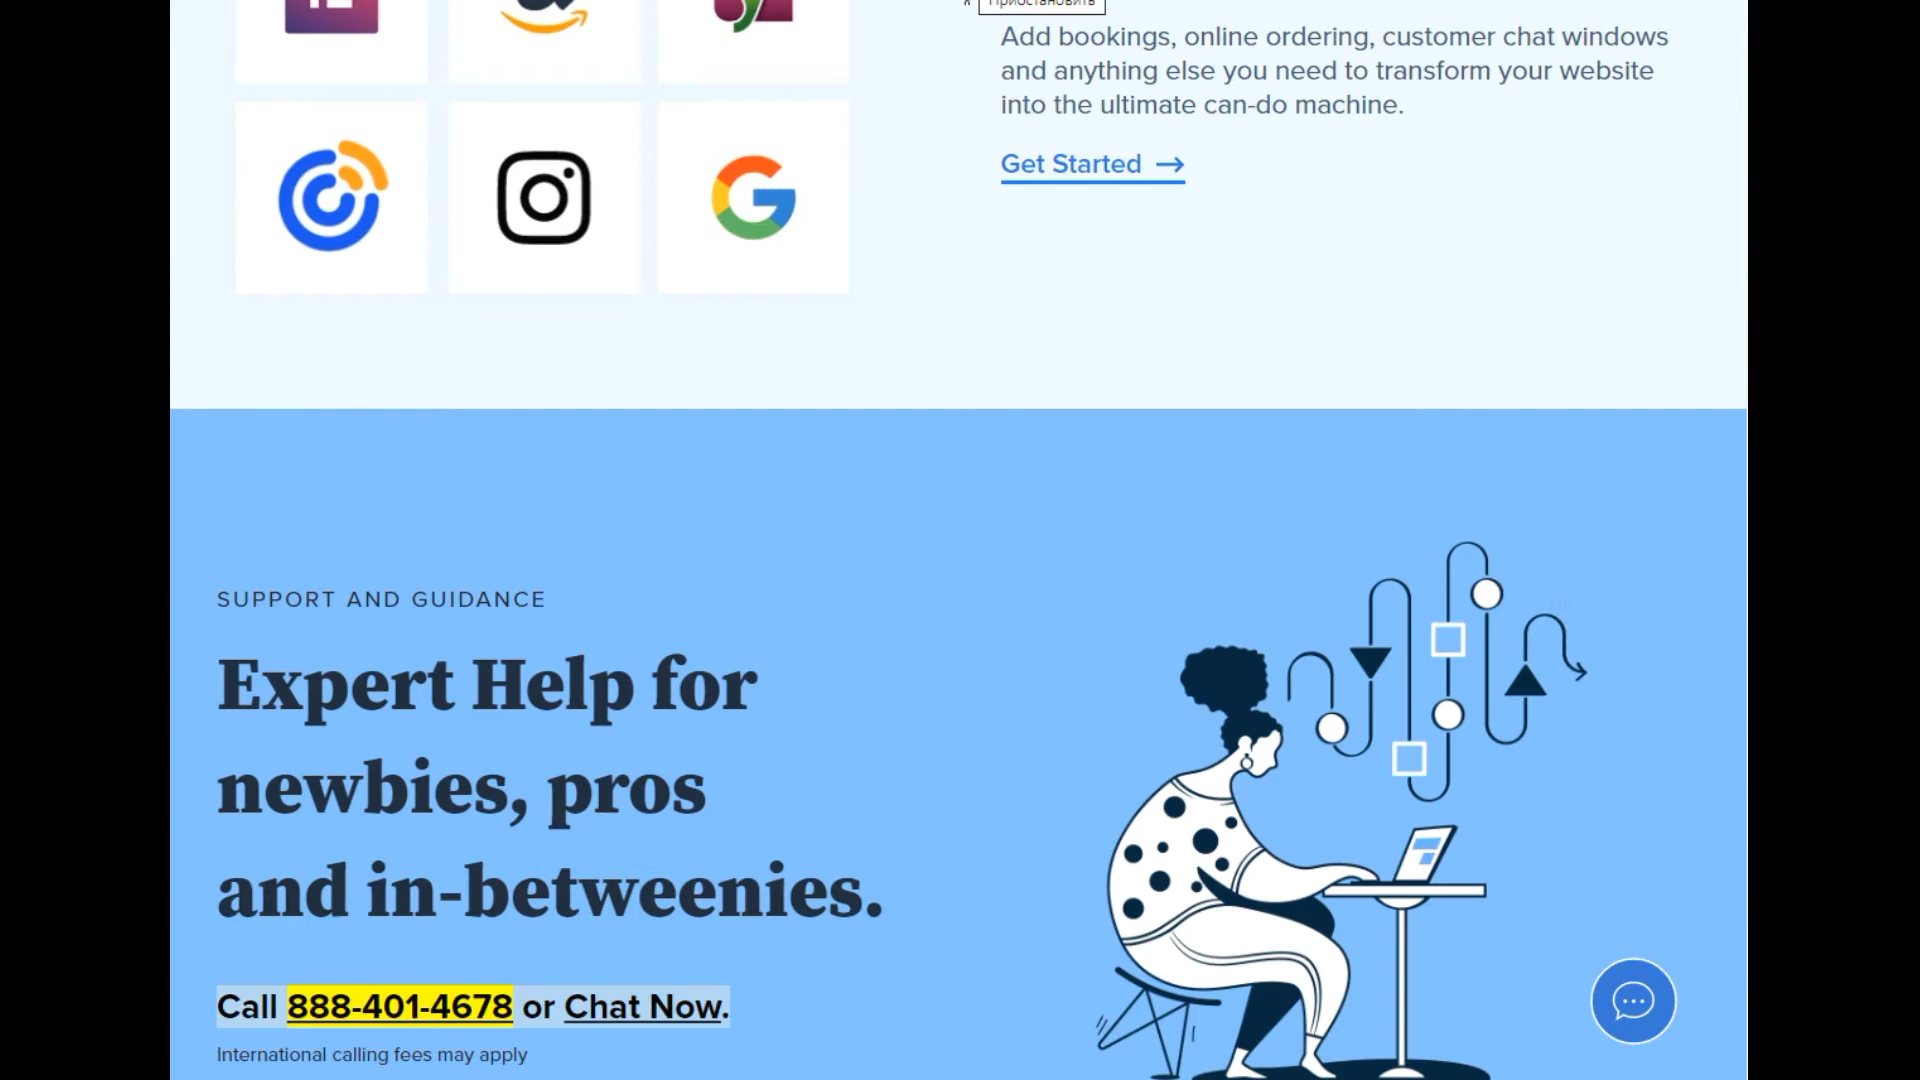 Приостановить
Add bookings, online ordering, customer chat windows
and anything else you need to transform your website
into the ultimate can-do machine.
Get Started
SUPPORT AND GUIDANCE
Expert Help for
newbies, pros
and in-betweenies.
Call 888-401-4678 or Chat Now.
International calling fees may apply